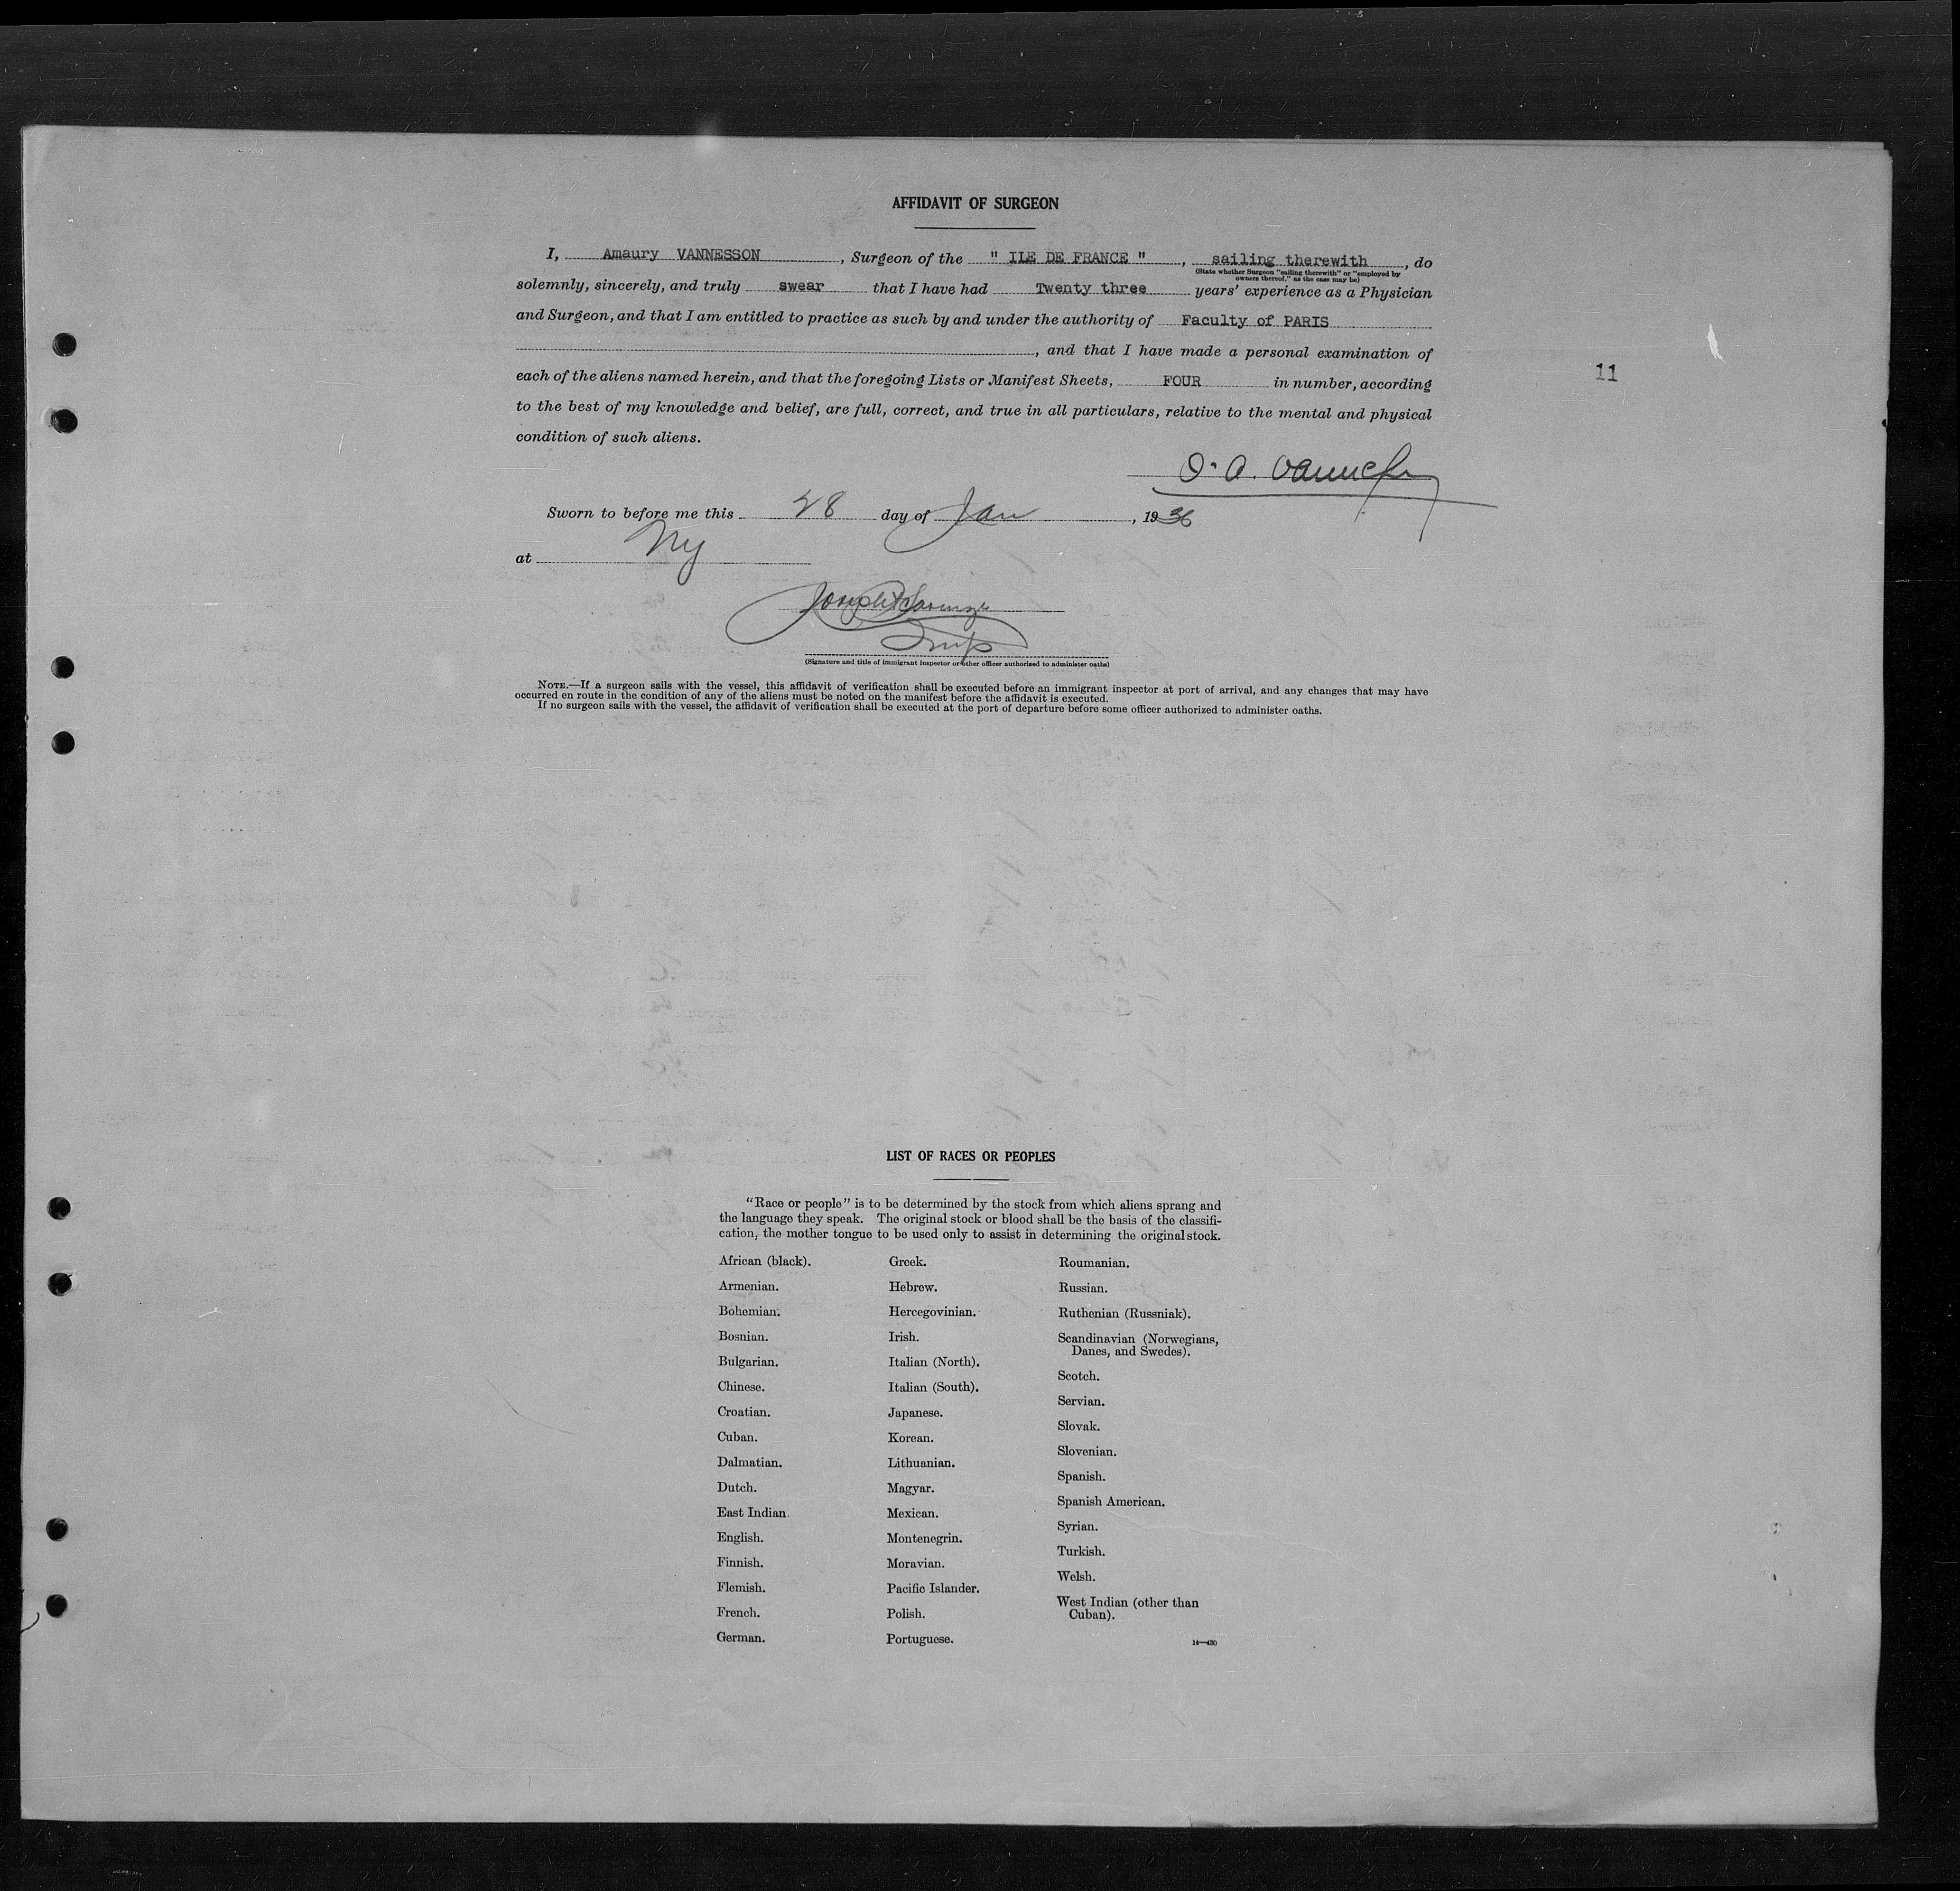 AFFIDAVIT OF SURGEON
I, Amaury VANNESSON, Surgeon of the " ILE DE FRANCE ", sailing therewith, do
(State whether Surgeon "sailing therewith" or "employed by
owners thereof," as the case may be)
solemnly, sincerely, and truly swear that I have had Twenty three years' experience as a Physician
and Surgeon, and that I am entitled to practice as such by and under the authority of Faculty of PARIS
, and that I have made a personal examination of
each of the aliens named herein, and that the foregoing Lists or Manifest Sheets, FOUR in number, according
11
to the best of my knowledge and belief, are full, correct, and true in all particulars, relative to the mental and physical
condition of such aliens.
Sworn to before me this 28 day of Jan, 1936
at Ny
(Signature and title of immigrant inspector or other officer authorized to administer oaths)
NOTE.—If a surgeon sails with the vessel, this affidavit of verification shall be executed before an immigrant inspector at port of arrival, and any changes that may have
occurred en route in the condition of any of the aliens must be noted on the manifest before the affidavit is executed.
If no surgeon sails with the vessel, the affidavit of verification shall be executed at the port of departure before some officer authorized to administer oaths.
LIST OF RACES OR PEOPLES
"Race or people" is to be determined by the stock from which aliens sprang and
the language they speak. The original stock or blood shall be the basis of the classifi-
cation, the mother tongue to be used only to assist in determining the original stock.
African (black).
Armenian.
Bohemian.
Bosnian.
Bulgarian.
Chinese.
Croatian.
Cuban.
Dalmatian.
Dutch.
East Indian
English.
Finnish.
Flemish.
French.
German.
Greek.
Hebrew.
Hercegovinian.
Irish.
Italian (North).
Italian (South).
Japanese.
Korean.
Lithuanian.
Magyar.
Mexican.
Montenegrin.
Moravian.
Pacific Islander.
Polish.
Portuguese.
Roumanian.
Russian.
Ruthenian (Russniak).
Scandinavian (Norwegians,
Danes, and Swedes).
Scotch.
Servian.
Slovak.
Slovenian.
Spanish.
Spanish American.
Syrian.
Turkish.
Welsh.
West Indian (other than
Cuban).
14—430